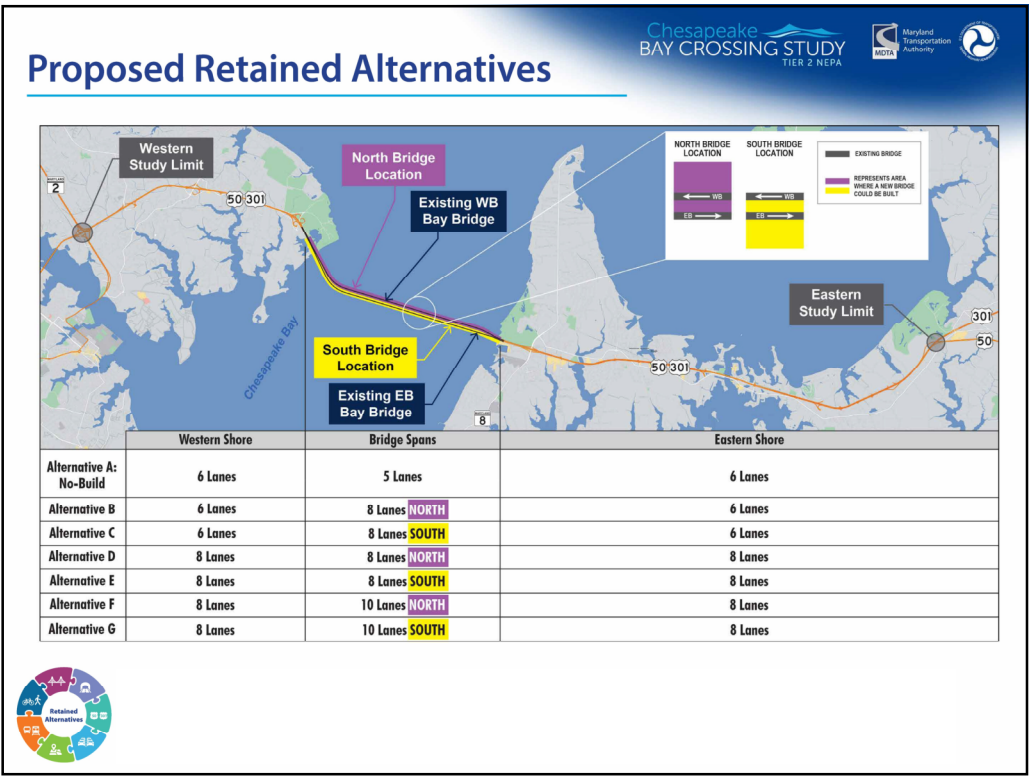 Chesapeake
BAY CROSSING STUDY
TIER 2 NEPA
MDTA
Maryland
Transportation
Authority
Proposed Retained Alternatives
Western
Study Limit
MARYLAND
2
50 301
North Bridge
Location
Existing WB
Bay Bridge
NORTH BRIDGE
LOCATION
WB
EB
SOUTH BRIDGE
LOCATION
WB
EB
EXISTING BRIDGE
REPRESENTS AREA
WHERE A NEW BRIDGE
COULD BE BUILT
Eastern
Study Limit
301
50
Chesapeake Bay
South Bridge
Location
Existing EB
Bay Bridge
50 301
MARYLAND
8
Western Shore Bridge Spans Eastern Shore
Alternative A:
No-Build 6 Lanes 5 Lanes 6 Lanes
Alternative B 6 Lanes 8 Lanes NORTH 6 Lanes
Alternative C 6 Lanes 8 Lanes SOUTH 6 Lanes
Alternative D 8 Lanes 8 Lanes NORTH 8 Lanes
Alternative E 8 Lanes 8 Lanes SOUTH 8 Lanes
Alternative F 8 Lanes 10 Lanes NORTH 8 Lanes
Alternative G 8 Lanes 10 Lanes SOUTH 8 Lanes
Retained
Alternatives